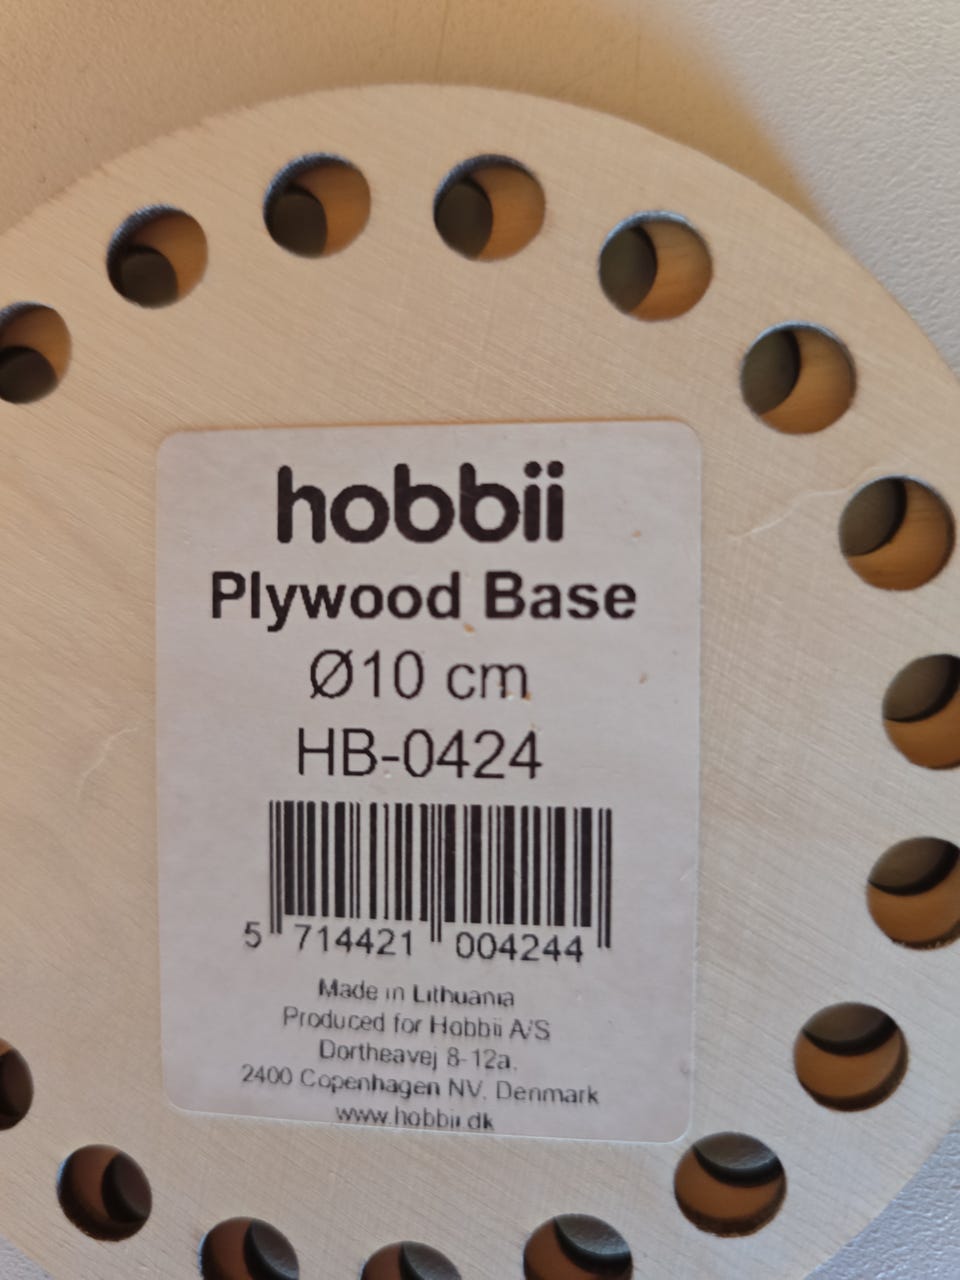 hobbii
Plywood Base
Ø10 cm
HB-0424
5 714421 004244
Made in Lithuania
Produced for Hobbii A/S
Dortheavej 8-12a.
2400 Copenhagen NV. Denmark
www.hobbii.dk